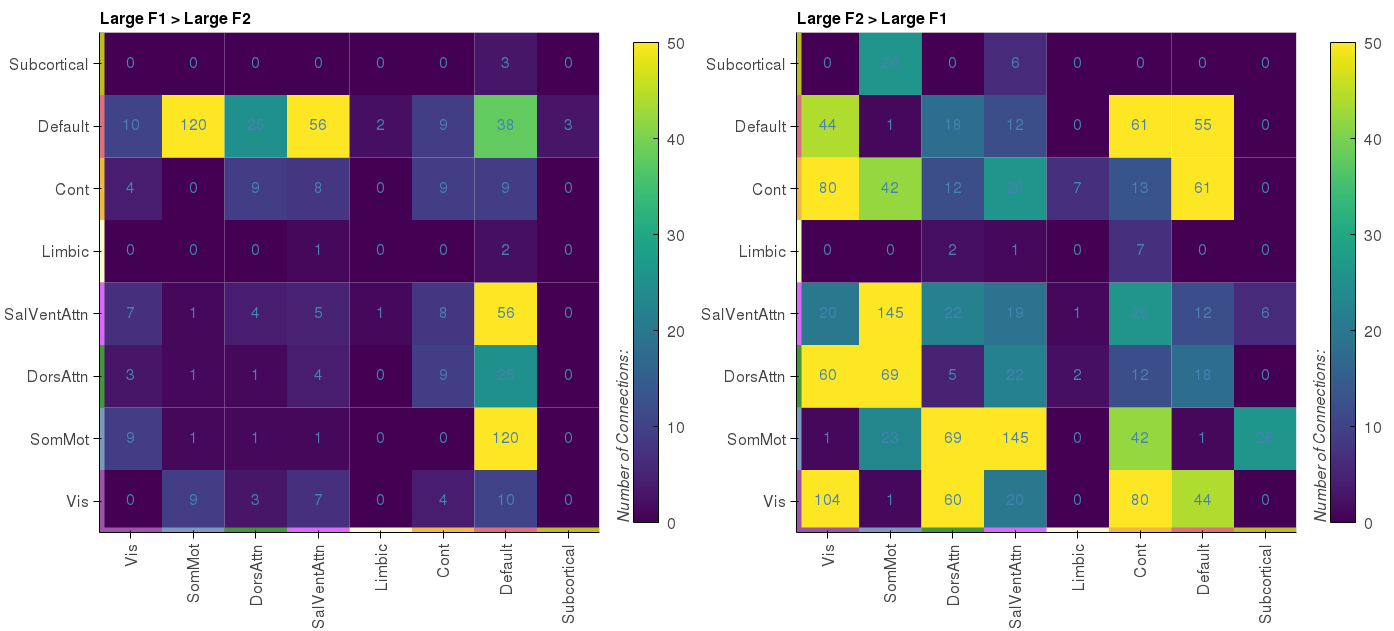 Large F1 > Large F2
Subcortical 0 0 0 0 0 0 3 0
Default 10 120 25 56 2 9 38 3
Cont 4 0 9 8 0 9 9 0
Limbic 0 0 0 1 0 0 2 0
SalVentAttn 7 1 4 5 1 8 56 0
DorsAttn 3 1 1 4 0 9 25 0
SomMot 9 1 1 1 0 0 120 0
Vis 0 9 3 7 0 4 10 0
Vis SomMot DorsAttn SalVentAttn Limbic Cont Default Subcortical
50
40
30
20
10
0
Number of Connections:
Large F2 > Large F1
Subcortical 0 26 0 6 0 0 0 0
Default 44 1 18 12 0 61 55 0
Cont 80 42 12 7 13 61 0
Limbic 0 0 2 1 0 7 0 0
SalVentAttn 20 145 22 19 1 12 6
DorsAttn 60 69 5 22 2 12 18 0
SomMot 1 23 69 145 0 42 1 26
Vis 104 1 60 20 0 80 44 0
Vis SomMot DorsAttn SalVentAttn Limbic Cont Default Subcortical
50
40
30
20
10
0
Number of Connections: